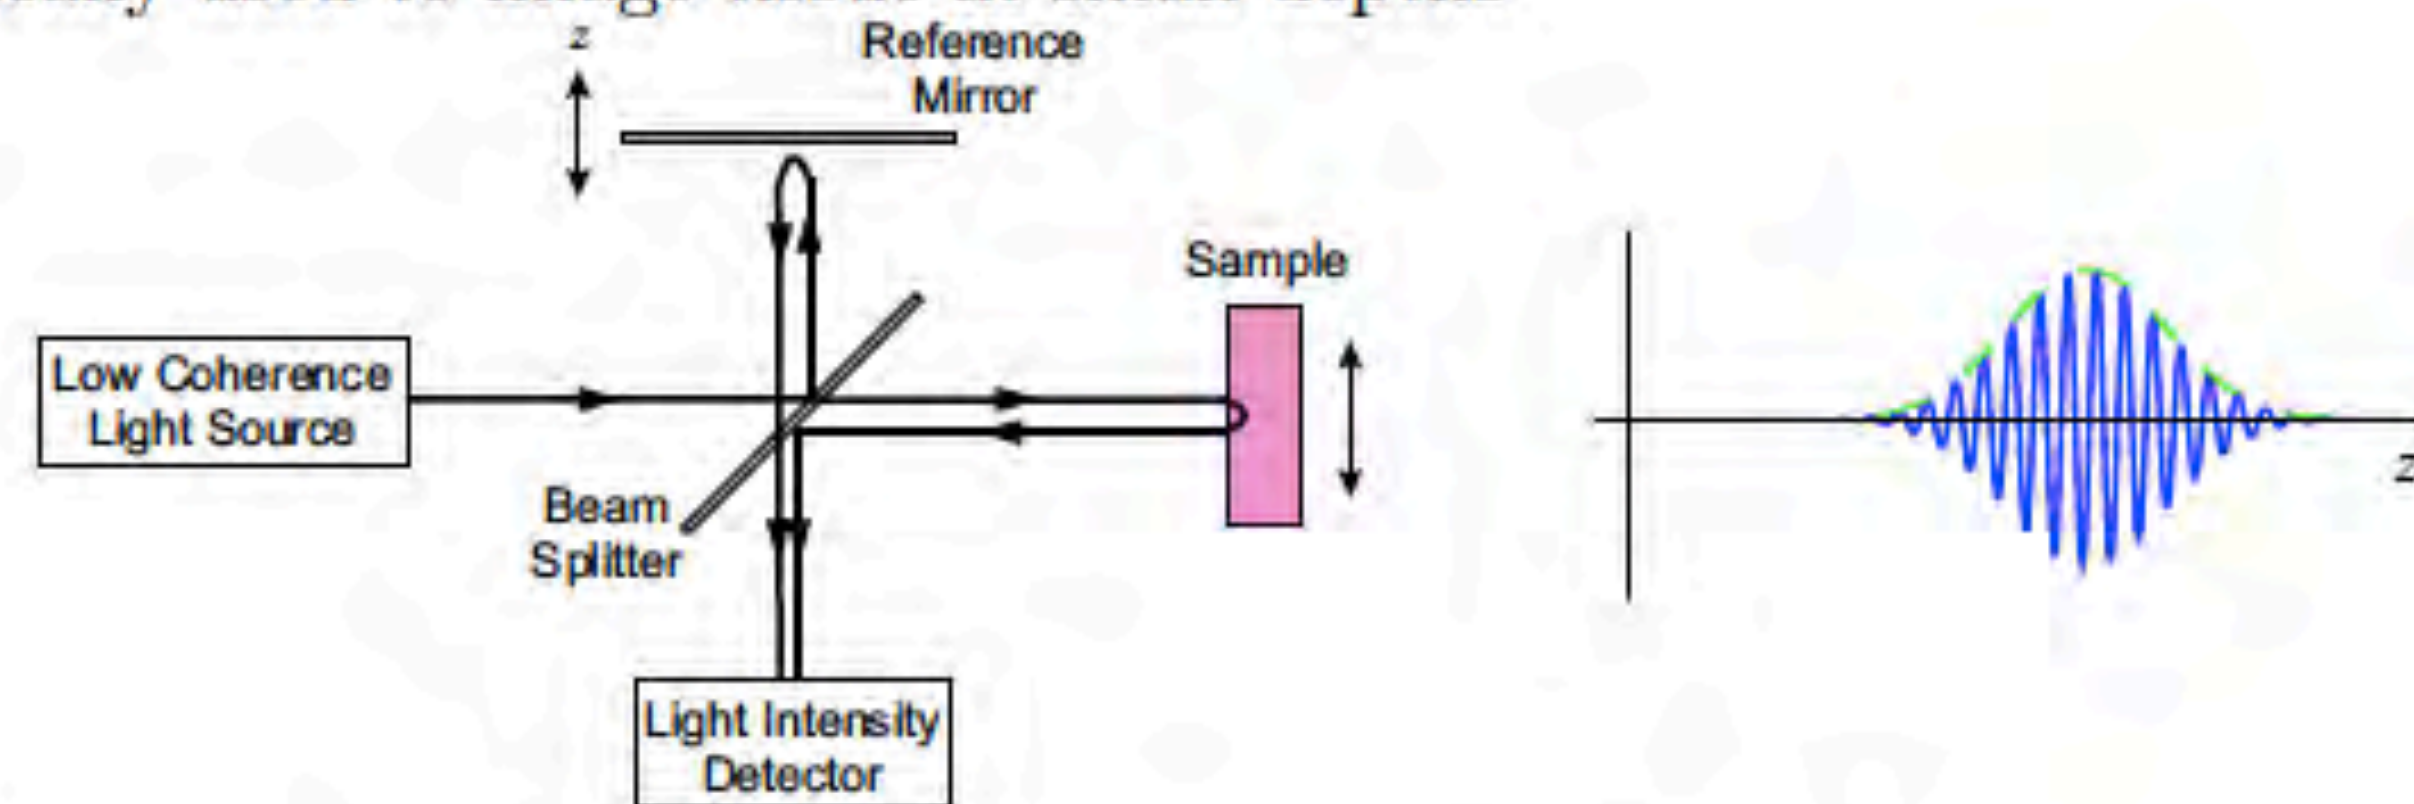 z
Reference
Mirror
Sample
Low Coherence
Light Source
Beam
Splitter
z
Light Intensity
Detector